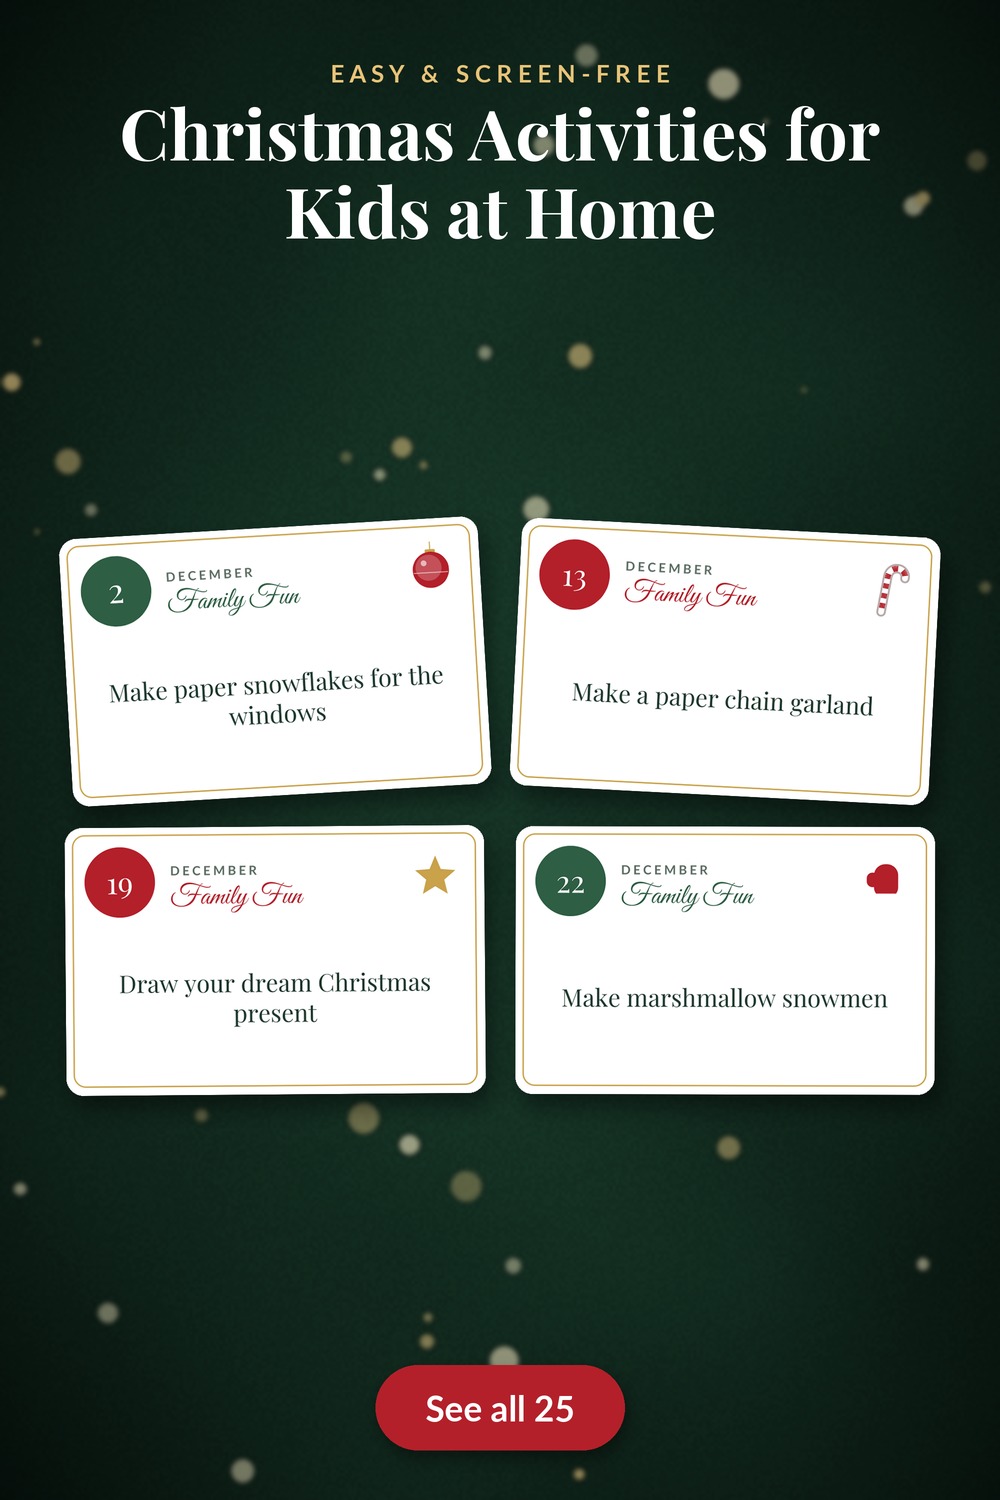 EASY & SCREEN-FREE
Christmas Activities for
Kids at Home
2
DECEMBER
Family Fun
Make paper snowflakes for the
windows
13
DECEMBER
Family Fun
Make a paper chain garland
19
DECEMBER
Family Fun
Draw your dream Christmas
present
22
DECEMBER
Family Fun
Make marshmallow snowmen
See all 25